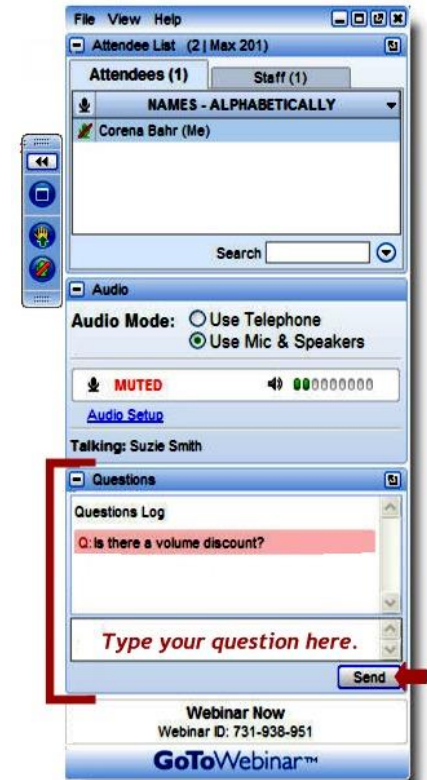 File View Help
Attendee List (2 | Max 201)
Attendees (1) Staff (1)
NAMES - ALPHABETICALLY
Corena Bahr (Me)
Search
Audio
Audio Mode: Use Telephone
Use Mic & Speakers
MUTED
Audio Setup
Talking: Suzie Smith
Questions
Questions Log
Q: Is there a volume discount?
Type your question here.
Send
Webinar Now
Webinar ID: 731-938-951
GoToWebinar™